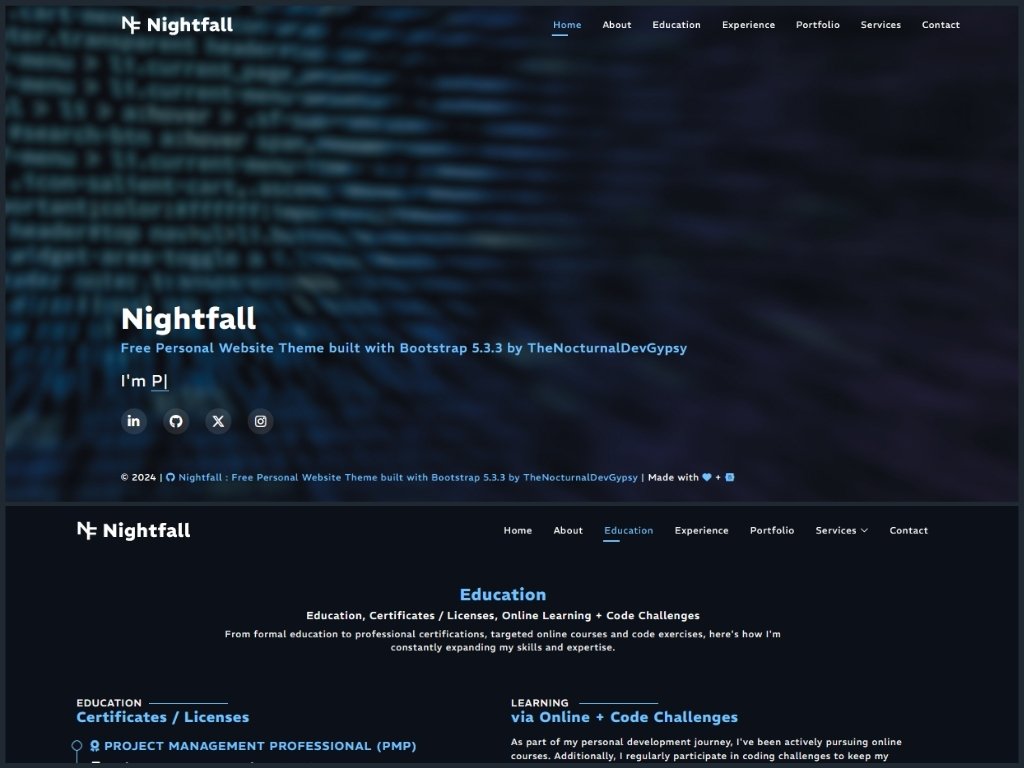 Nightfall
Home About Education Experience Portfolio Services Contact
Nightfall
Free Personal Website Theme built with Bootstrap 5.3.3 by TheNocturnalDevGypsy
I'm P|
© 2024 | Nightfall : Free Personal Website Theme built with Bootstrap 5.3.3 by TheNocturnalDevGypsy | Made with +
Nightfall
Home About Education Experience Portfolio Services Contact
Education
Education, Certificates / Licenses, Online Learning + Code Challenges
From formal education to professional certifications, targeted online courses and code exercises, here's how I'm
constantly expanding my skills and expertise.
EDUCATION
Certificates / Licenses
PROJECT MANAGEMENT PROFESSIONAL (PMP)
LEARNING
via Online + Code Challenges
As part of my personal development journey, I've been actively pursuing online
courses. Additionally, I regularly participate in coding challenges to keep my